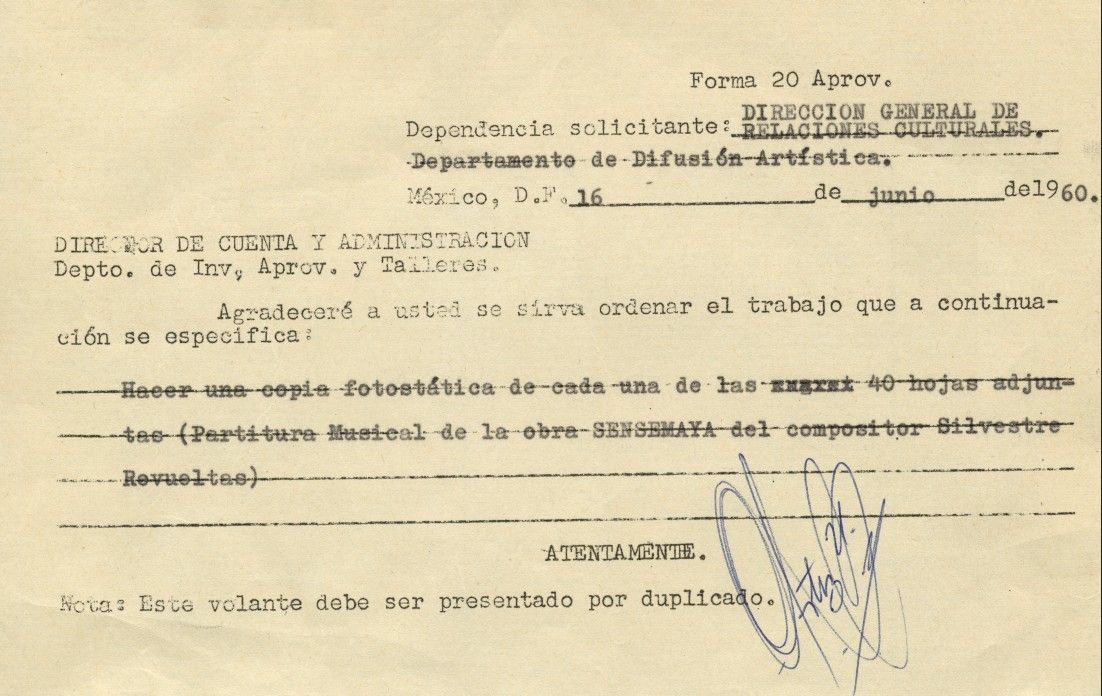 Forma 20 Aprov.
DIRECCION GENERAL DE
Dependencia solicitante: RELACIONES CULTURALES.
Departamento de Difusión Artística.
México, D.F. 16 de junio de 1960.
DIRECTOR DE CUENTA Y ADMINISTRACION
Depto. de Inv, Aprov. y Talleres.
Agradeceré a usted se sirva ordenar el trabajo que a continua-
ción se especifica:
Hacer una copia fotostática de cada una de las 40 hojas adjun-
tas (Partitura Musical de la obra SENSEMAYA del compositor Silvestre
Revueltas)
ATENTAMENTE.
Nota: Este volante debe ser presentado por duplicado.